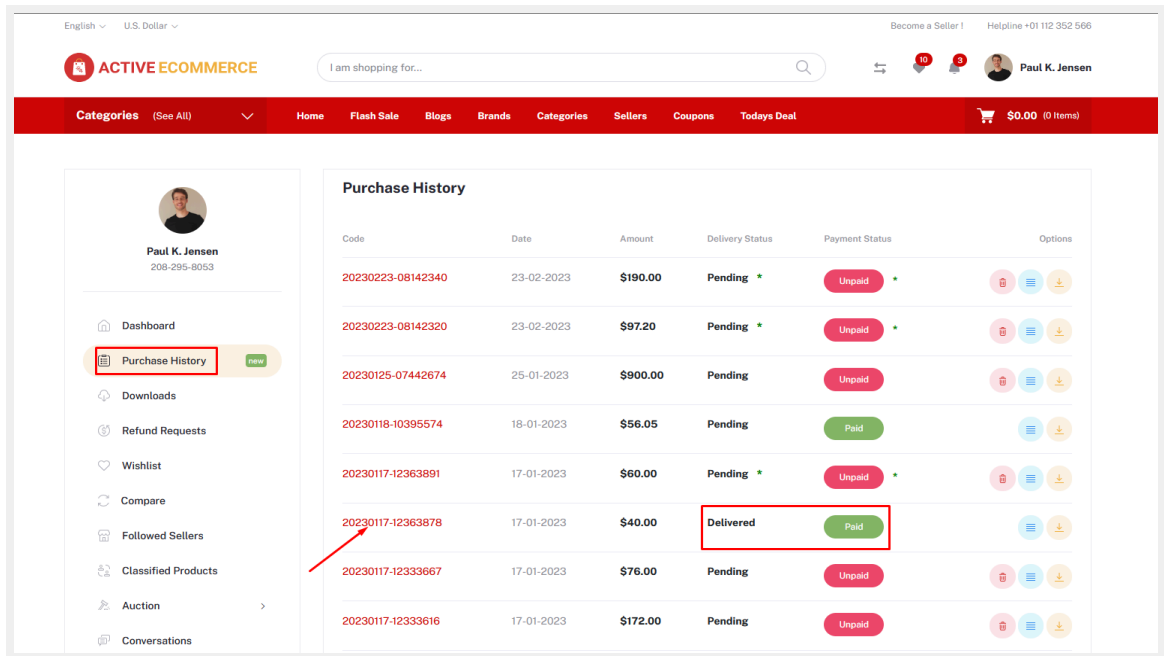 English U.S. Dollar Become a Seller ! Helpline +01 112 352 566
ACTIVE ECOMMERCE I am shopping for... 10 3 Paul K. Jensen
Categories (See All) Home Flash Sale Blogs Brands Categories Sellers Coupons Todays Deal $0.00 (0 Items)
Paul K. Jensen
208-295-8053
Dashboard
Purchase History new
Downloads
Refund Requests
Wishlist
Compare
Followed Sellers
Classified Products
Auction
Conversations
Purchase History
Code Date Amount Delivery Status Payment Status Options
20230223-08142340 23-02-2023 $190.00 Pending * Unpaid *
20230223-08142320 23-02-2023 $97.20 Pending * Unpaid *
20230125-07442674 25-01-2023 $900.00 Pending Unpaid
20230118-10395574 18-01-2023 $56.05 Pending Paid
20230117-12363891 17-01-2023 $60.00 Pending * Unpaid *
20230117-12363878 17-01-2023 $40.00 Delivered Paid
20230117-12333667 17-01-2023 $76.00 Pending Unpaid
20230117-12333616 17-01-2023 $172.00 Pending Unpaid